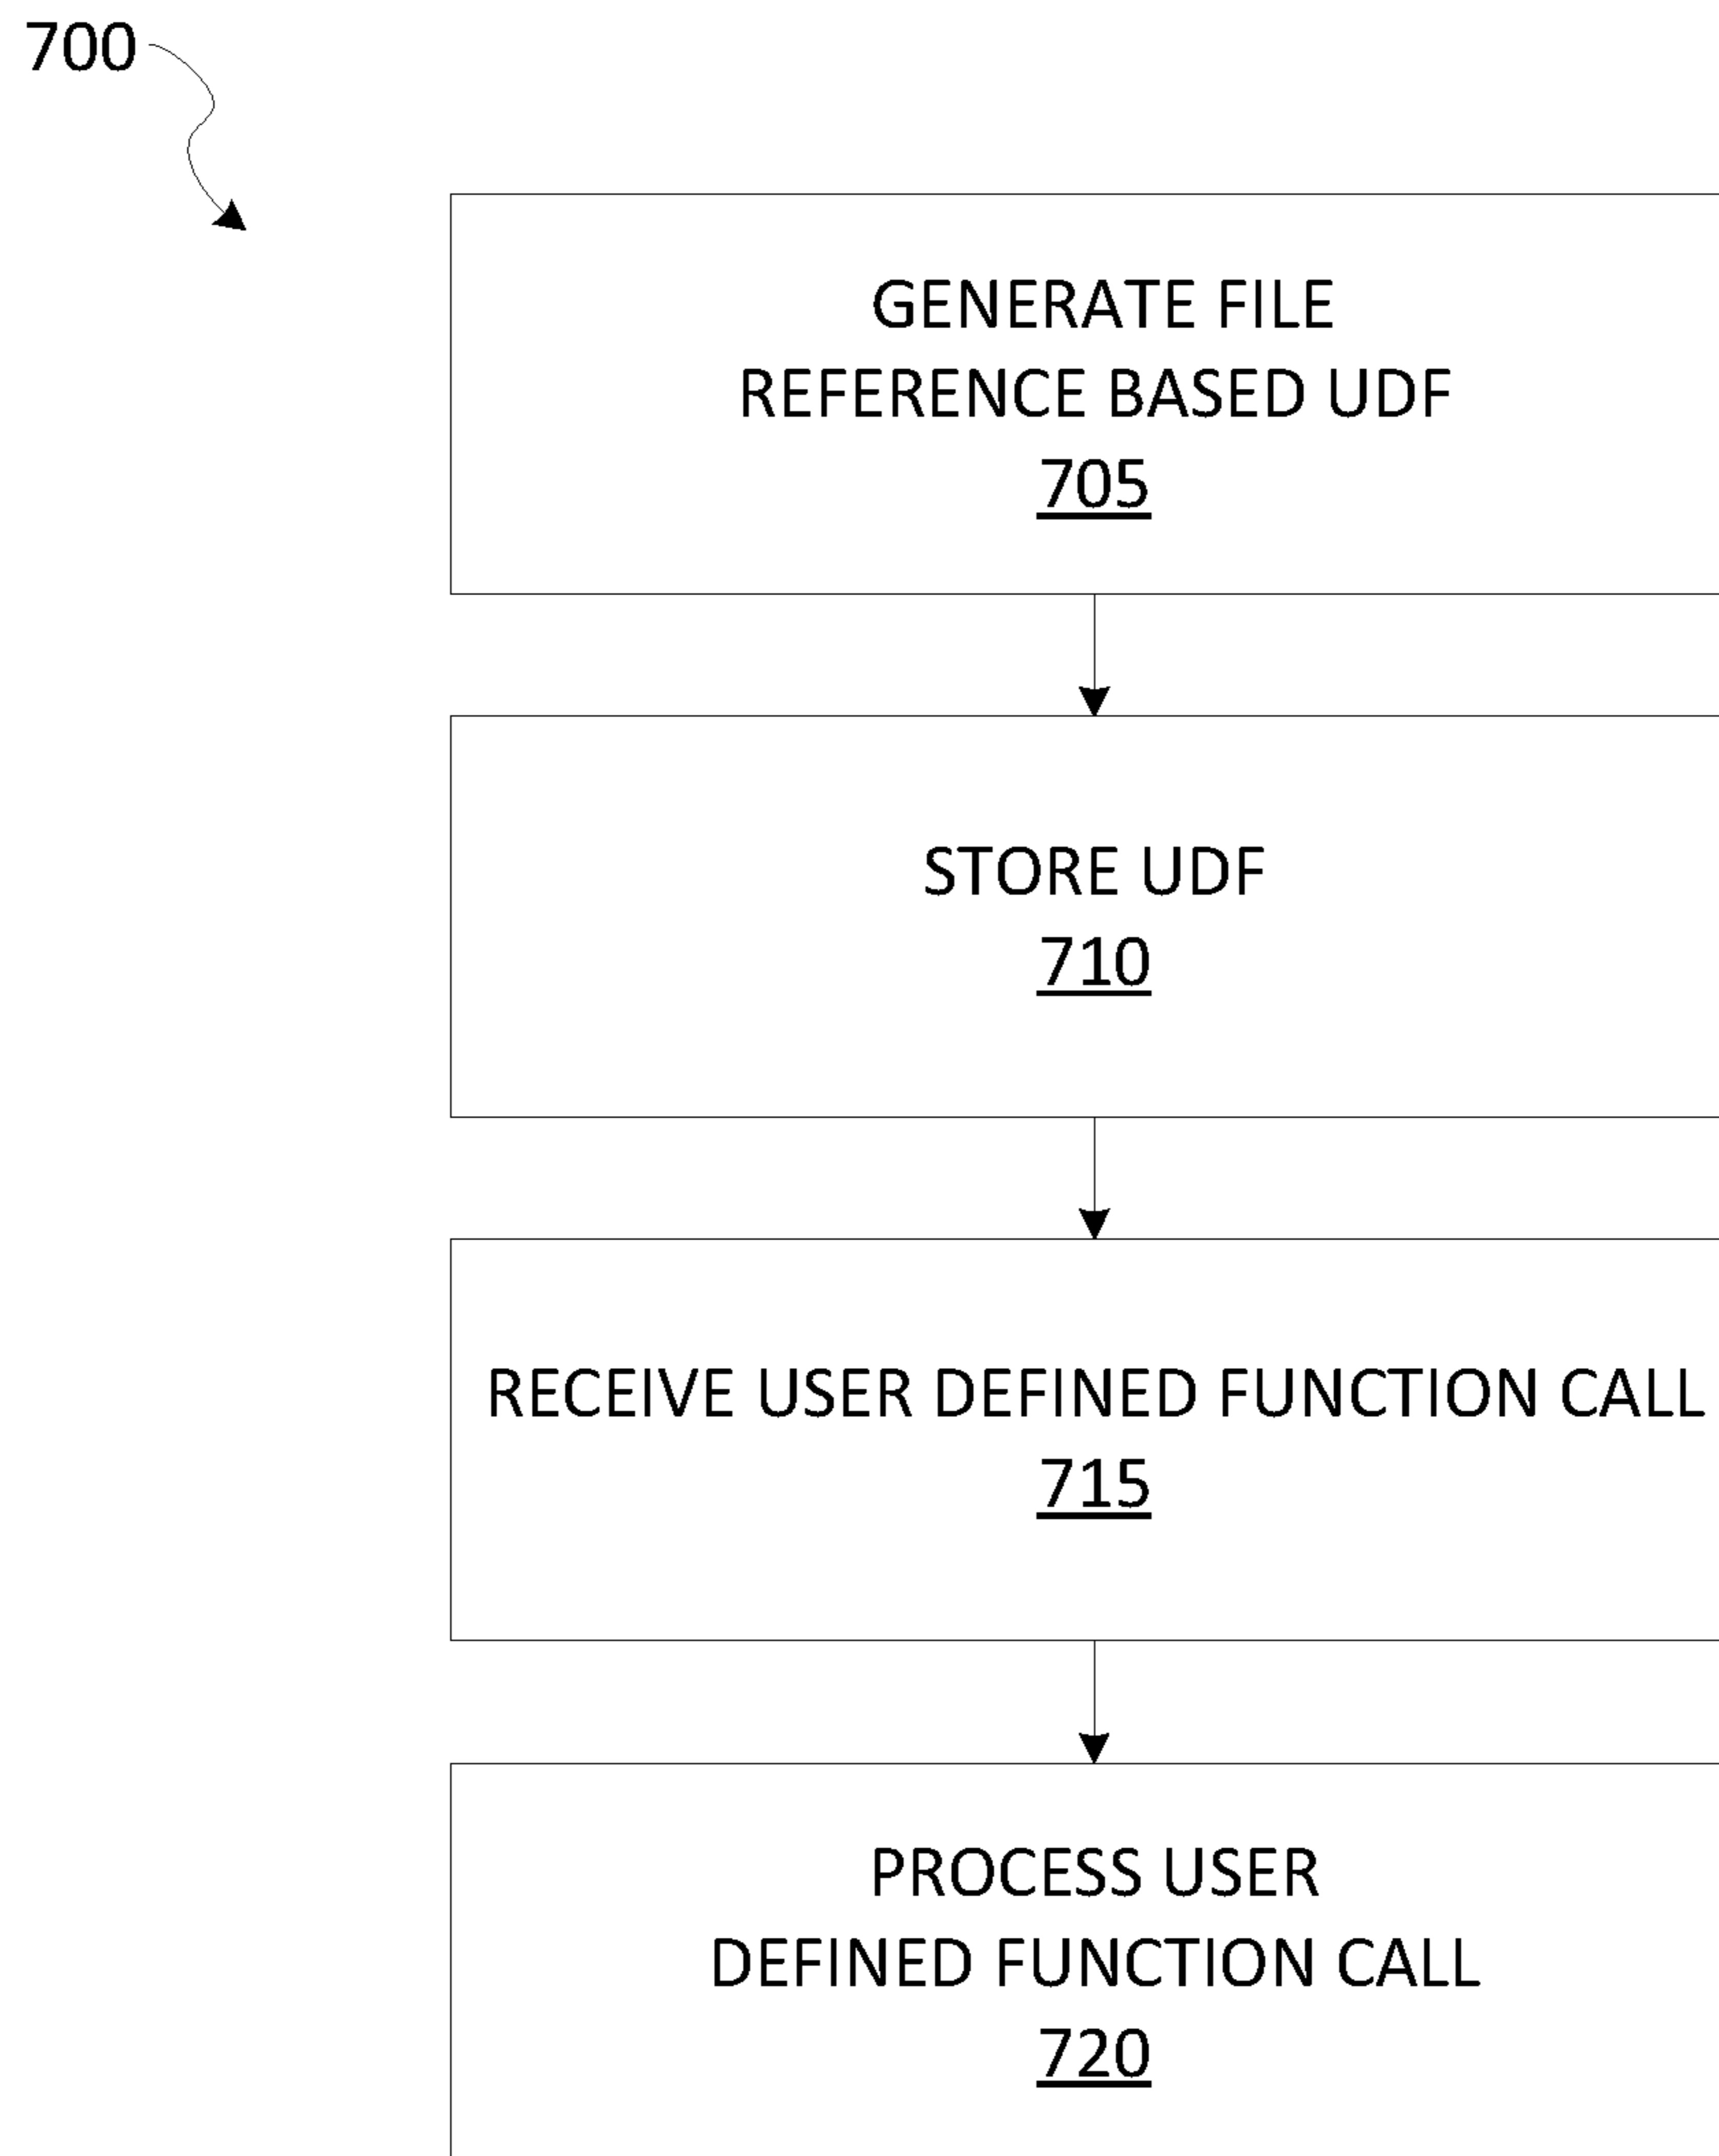 700
GENERATE FILE
REFERENCE BASED UDF
705
STORE UDF
710
RECEIVE USER DEFINED FUNCTION CALL
715
PROCESS USER
DEFINED FUNCTION CALL
720